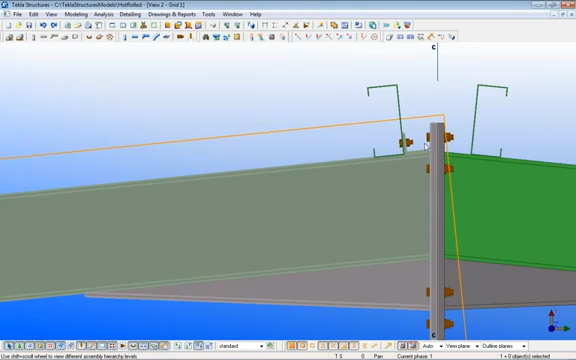 Tekla Structures - C:\TeklaStructuresModels\HotRolled - [View 2 - Grid 1]
File Edit View Modeling Analysis Detailing Drawings & Reports Tools Window Help
C
C
standard
Auto
View plane
Outline planes
Use shift+scroll wheel to view different assembly hierarchy levels
T S
0
Pan
Current phase: 1
1 + 0 object(s) selected